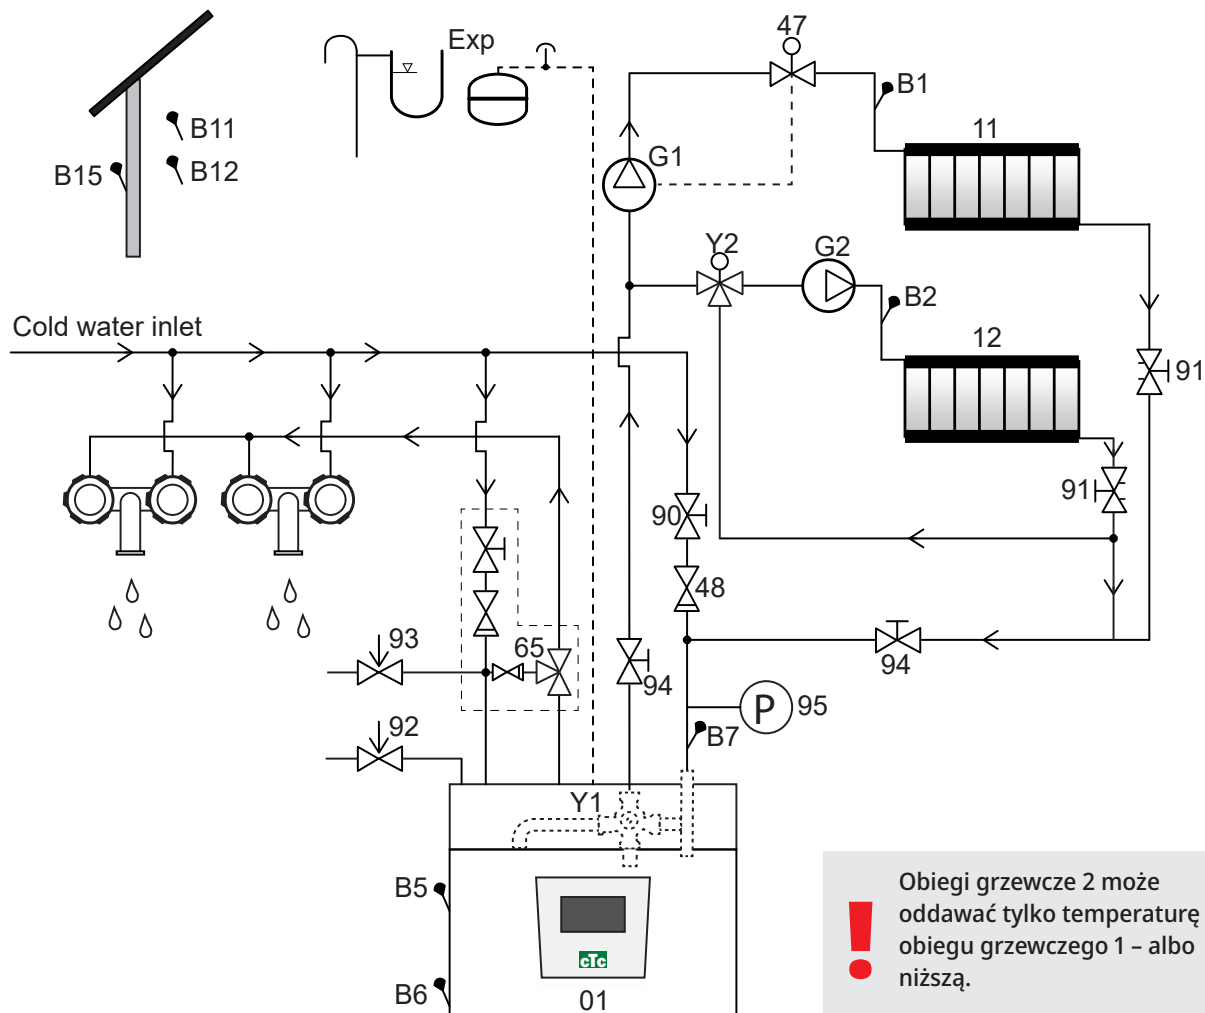 Exp
47
B1
B11
G1
11
B15
B12
Y2
G2
B2
Cold water inlet
12
91
91
90
48
93
65
94
94
P
95
92
B7
Y1
B5
Obiegi grzewcze 2 może
oddawać tylko temperaturę
obiegu grzewczego 1 – albo
niższą.
!
cTc
B6
01